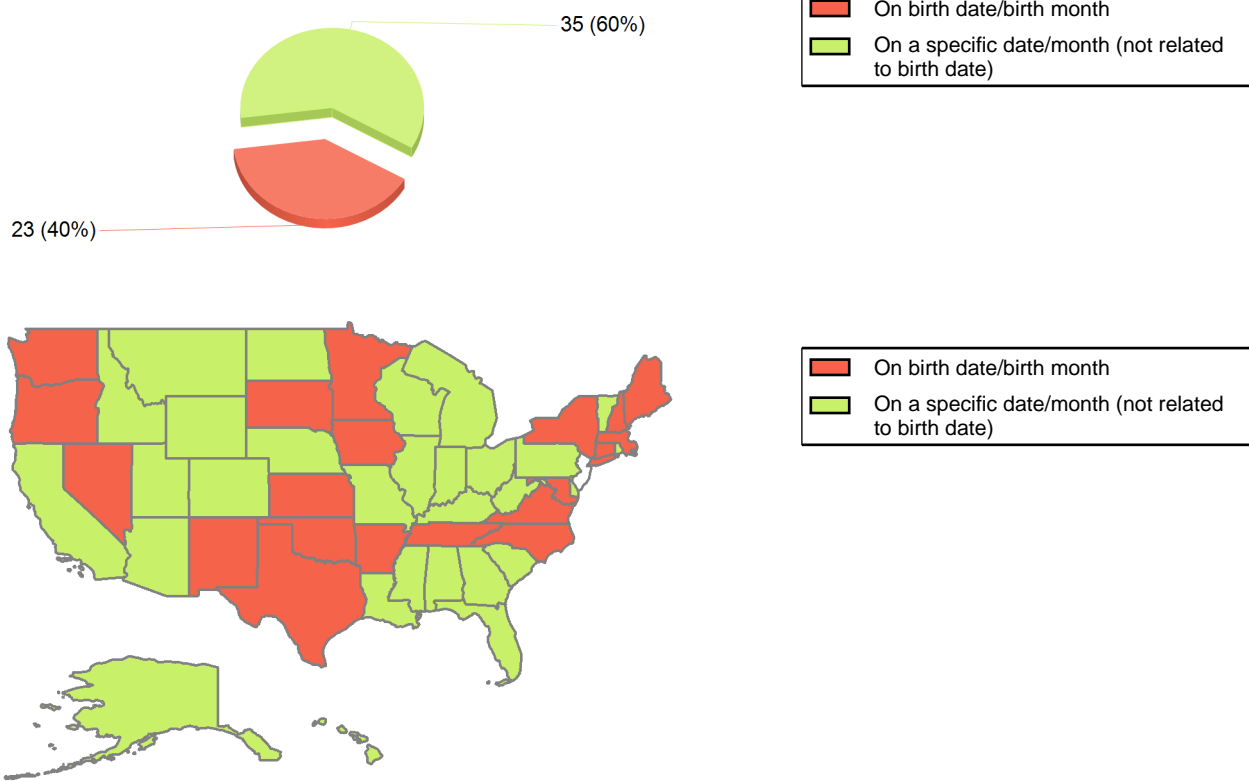 35 (60%)
23 (40%)
On birth date/birth month
On a specific date/month (not related
to birth date)
On birth date/birth month
On a specific date/month (not related
to birth date)